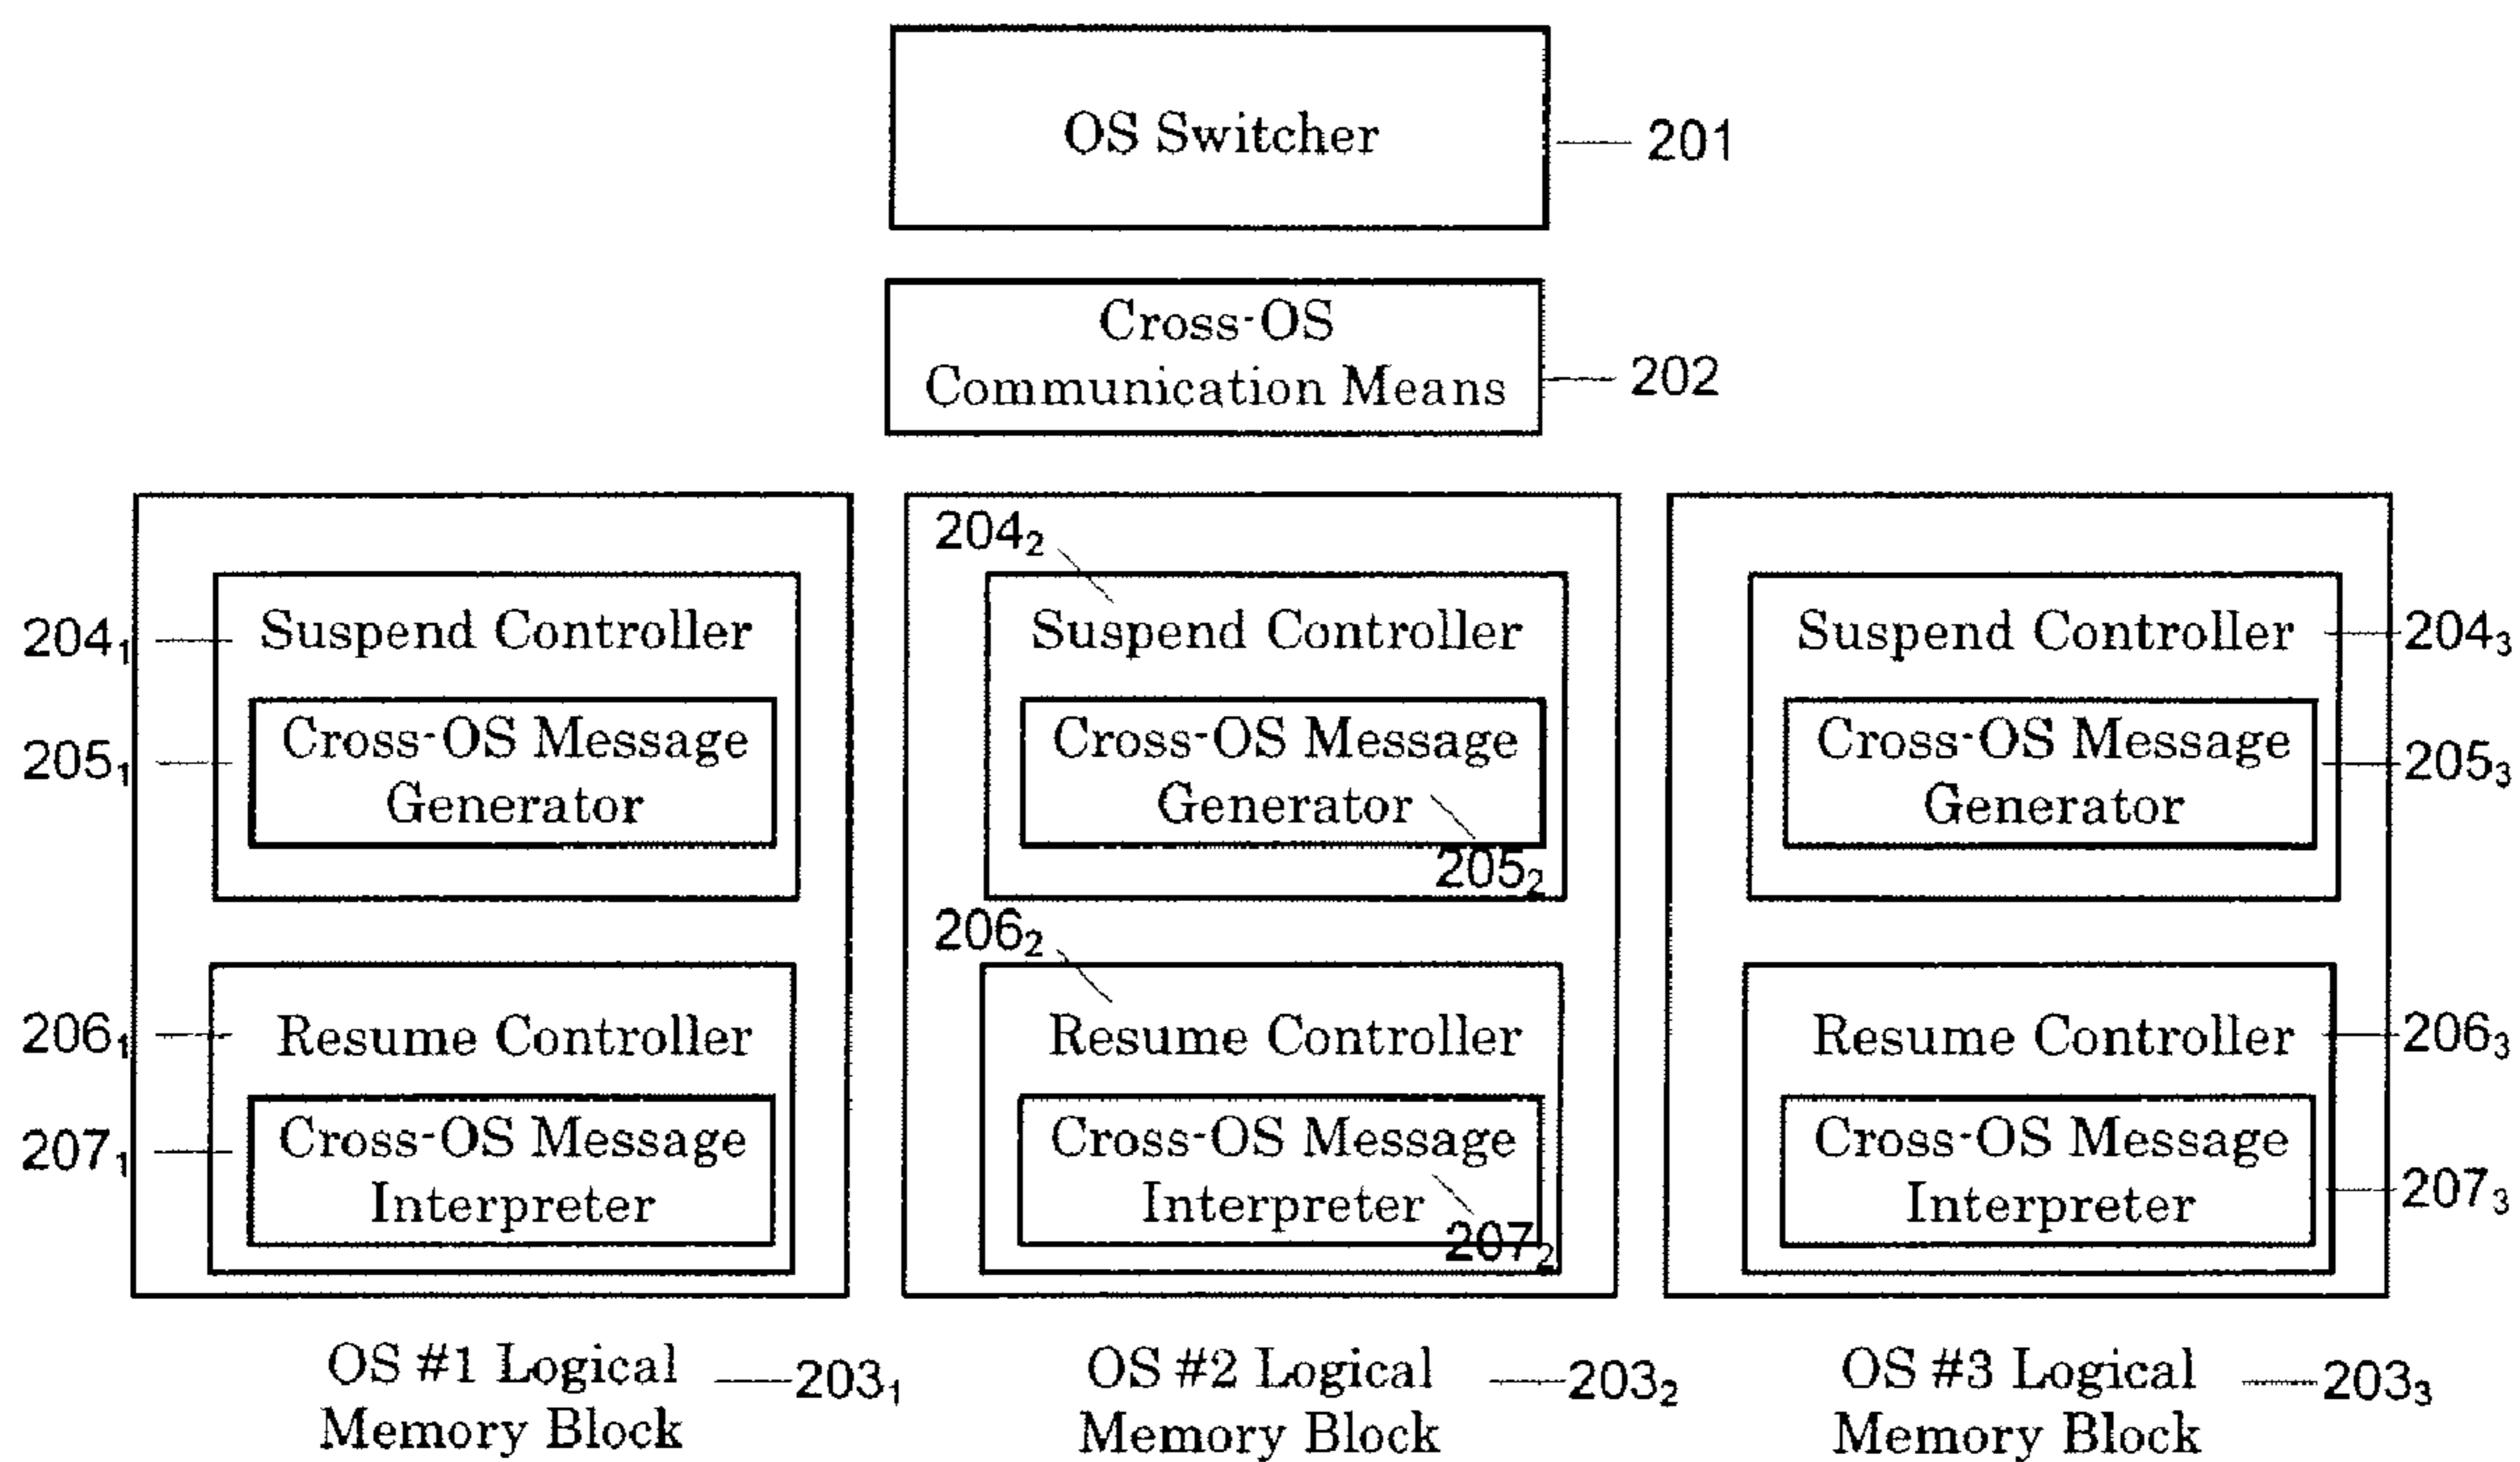 OS Switcher
201
Cross-OS
Communication Means
202
204₁
Suspend Controller
205₁
Cross-OS Message
Generator
206₁
Resume Controller
207₁
Cross-OS Message
Interpreter
OS #1 Logical
Memory Block
203₁
204₂
Suspend Controller
Cross-OS Message
Generator
205₂
206₂
Resume Controller
Cross-OS Message
Interpreter
207₂
OS #2 Logical
Memory Block
203₂
Suspend Controller
204₃
Cross-OS Message
Generator
205₃
Resume Controller
206₃
Cross-OS Message
Interpreter
207₃
OS #3 Logical
Memory Block
203₃